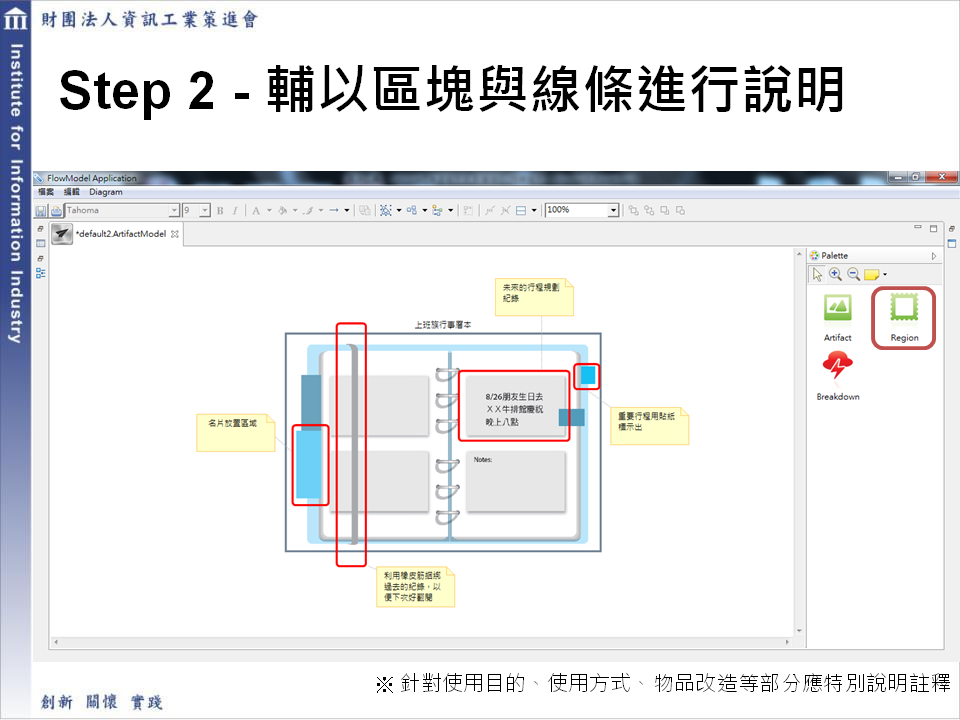 財團法人資訊工業策進會
Institute for Information Industry
Step 2 - 輔以區塊與線條進行說明
FlowModel Application
檔案 編輯 Diagram
Tahoma 9 B I A 100%
*default2.ArtifactModel
Palette
Artifact
Region
Breakdown
未來的行程規劃
紀錄
上班族行事曆本
8/26朋友生日去
ＸＸ牛排館慶祝
晚上八點
名片放置區域
重要行程用貼紙
標示出
Notes:
利用橡皮筋綑綁
過去的紀錄，以
便下次好翻閱
※ 針對使用目的、使用方式、物品改造等部分應特別說明註釋
創新 關懷 實踐